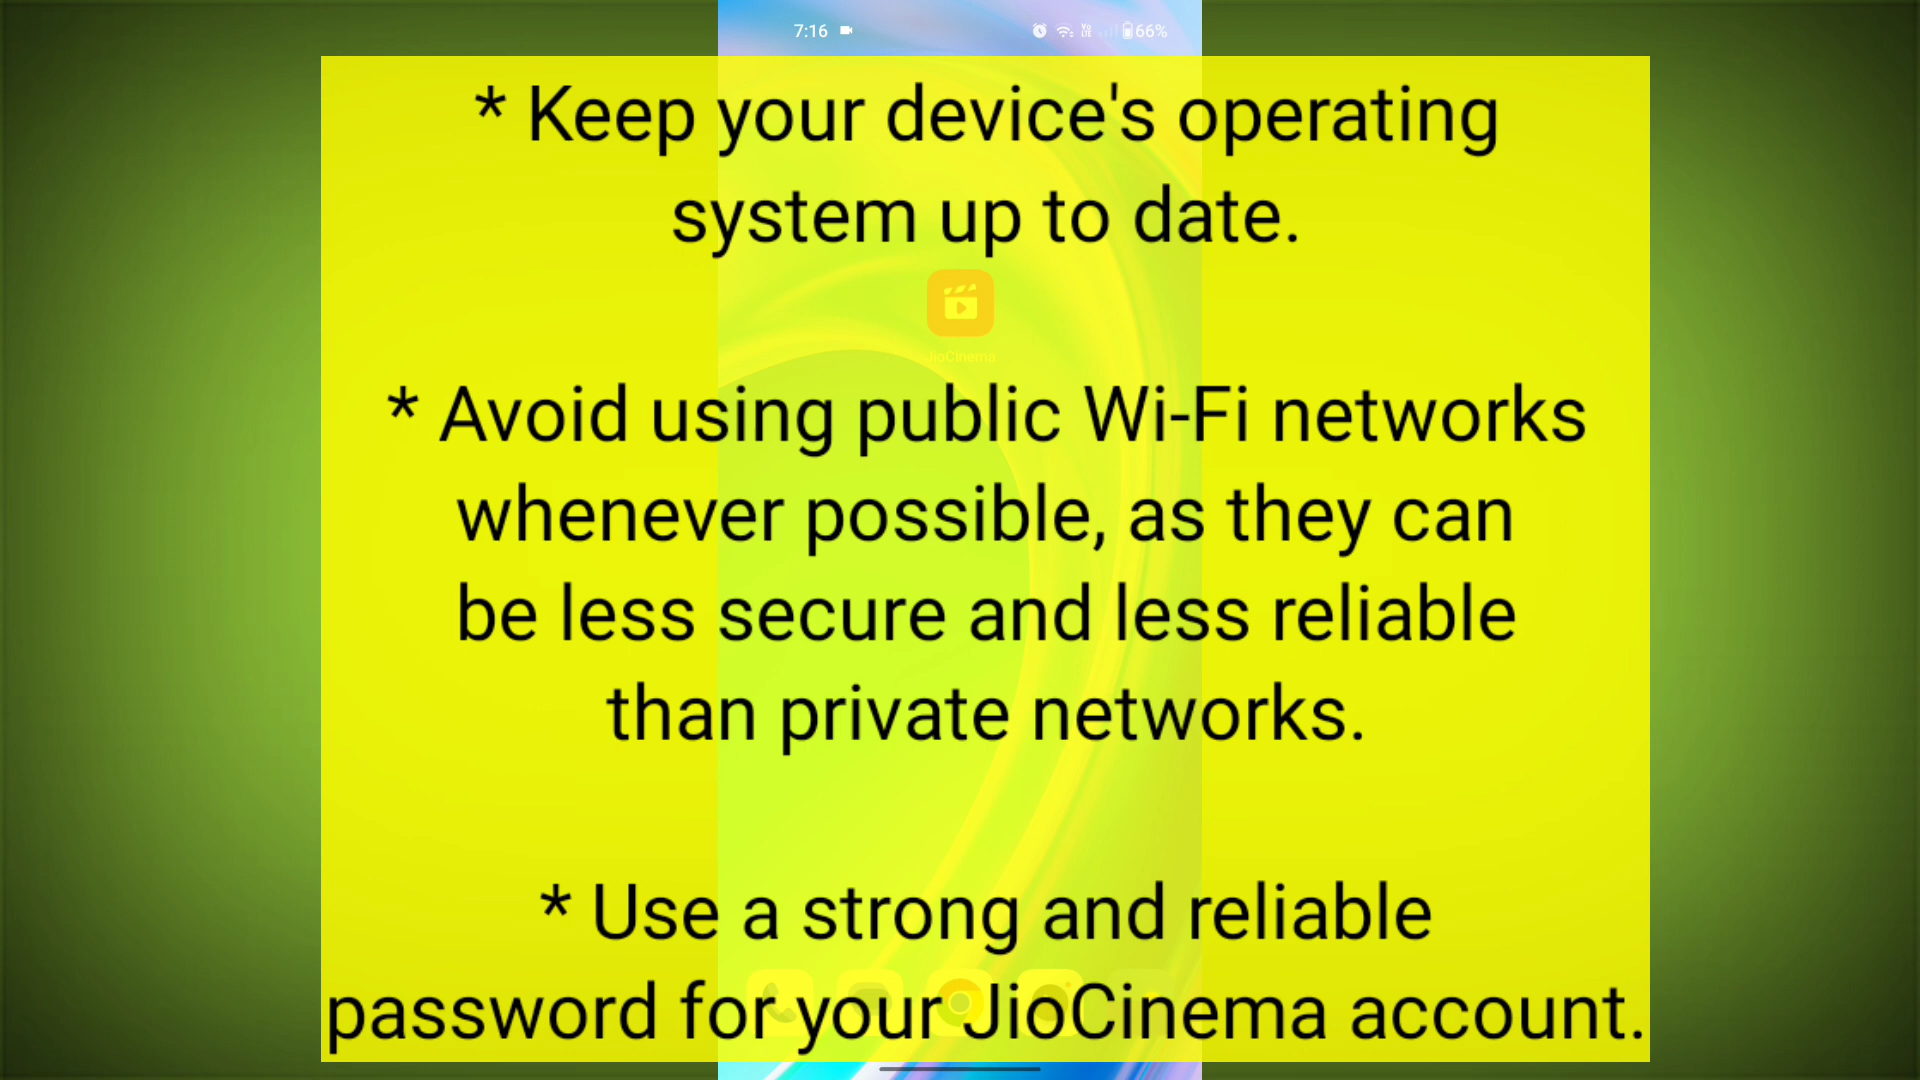 7:16 66%
* Keep your device's operating
system up to date.
JioCinema
* Avoid using public Wi-Fi networks
whenever possible, as they can
be less secure and less reliable
than private networks.
* Use a strong and reliable
password for your JioCinema account.